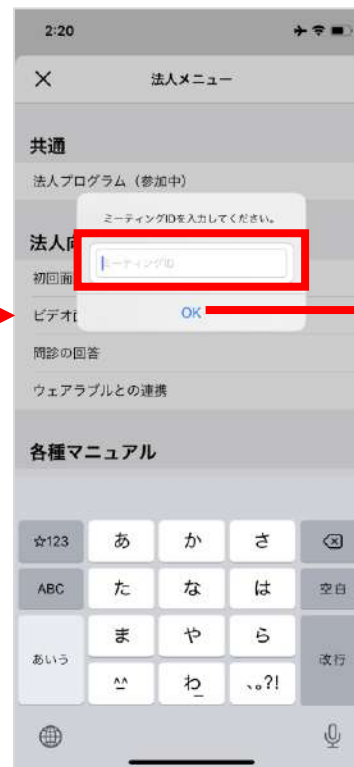 2:20
法人メニュー
共通
法人プログラム（参加中）
ミーティングIDを入力してください。
法人
ミーティングID
初回面
OK
ビデオ
問診の回答
ウェアラブルとの連携
各種マニュアル
☆123 あ か さ
ABC た な は 空白
ま や ら
あいう 改行
^^ わ 、。?!